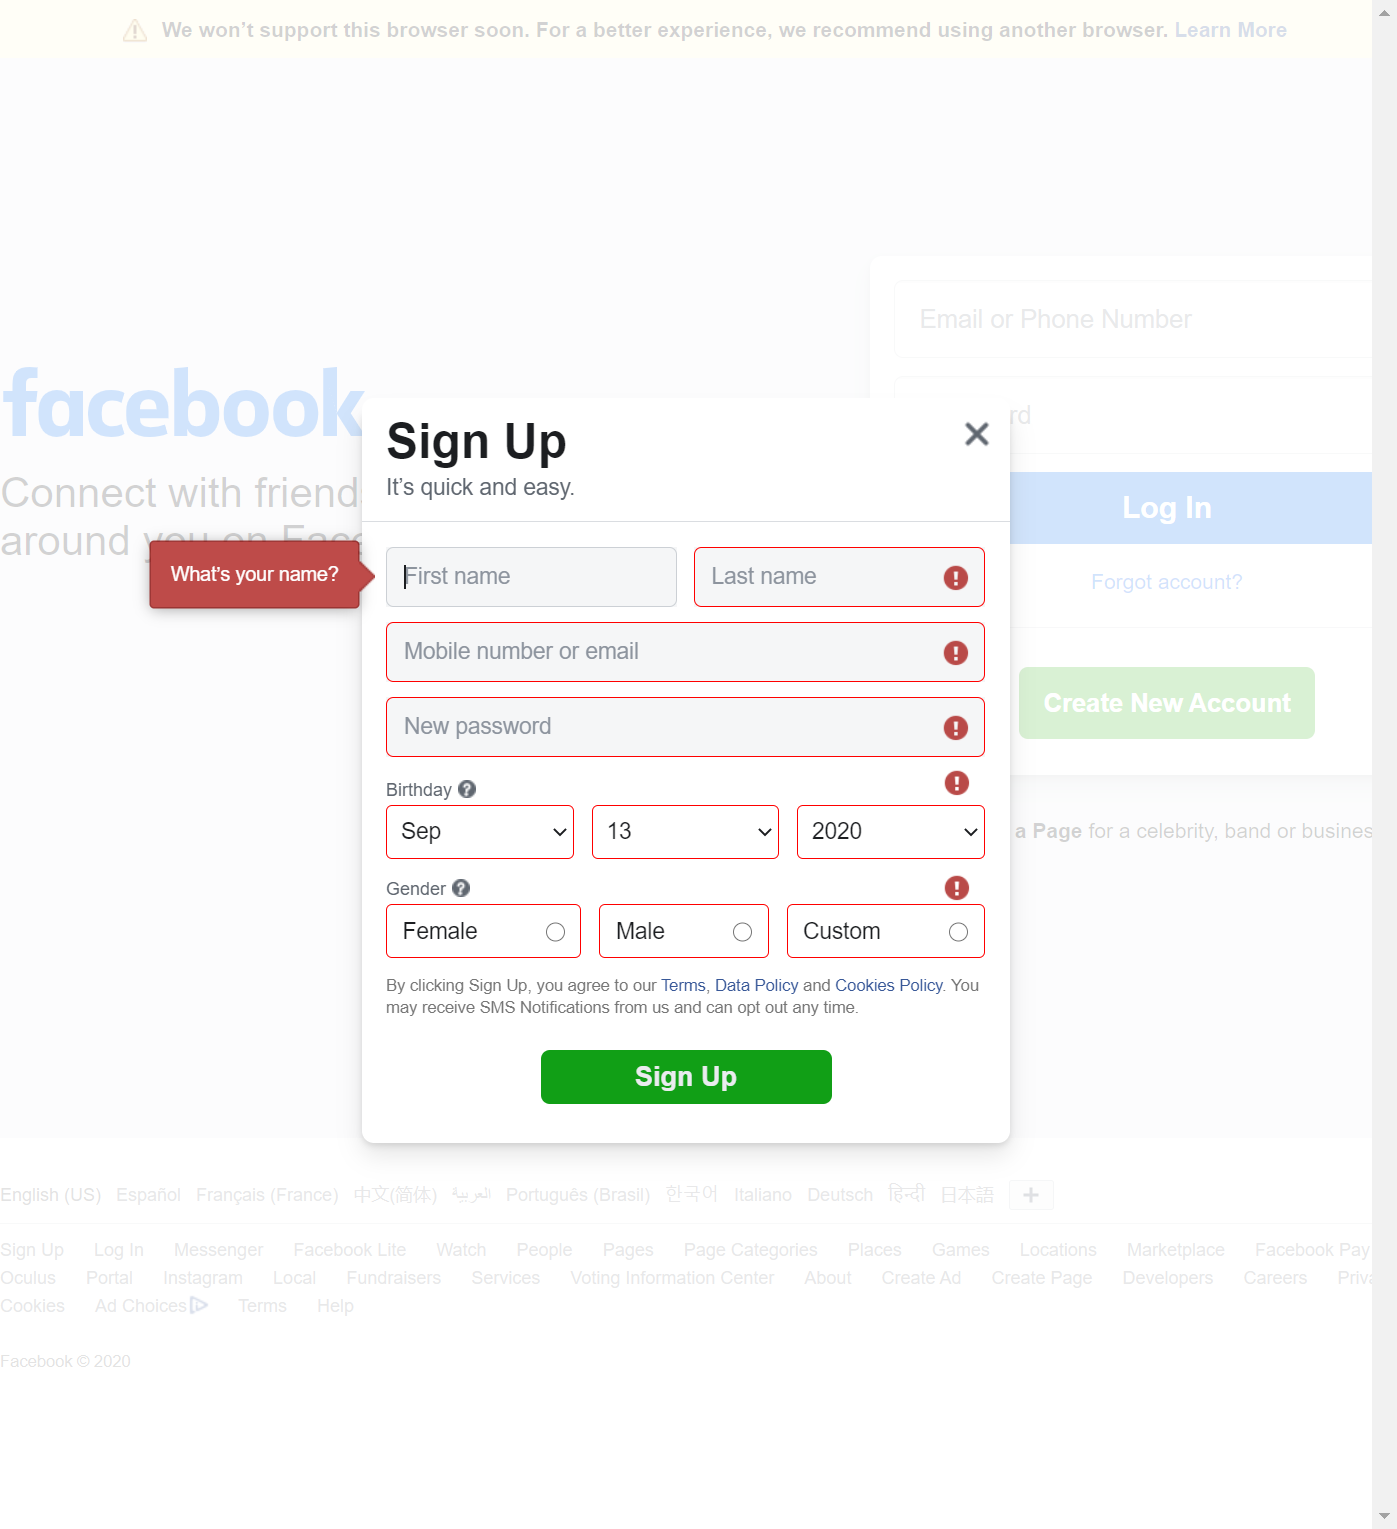 We won’t support this browser soon. For a better experience, we recommend using another browser. Learn More
Email or Phone Number
facebook
Connect with friend
around you on Face
Log In
Forgot account?
Create New Account
a Page for a celebrity, band or busines
Sign Up
It’s quick and easy.
What’s your name?
First name Last name
Mobile number or email
New password
Birthday
Sep 13 2020
Gender
Female Male Custom
By clicking Sign Up, you agree to our Terms, Data Policy and Cookies Policy. You
may receive SMS Notifications from us and can opt out any time.
Sign Up
English (US) Español Français (France) 中文(简体) العربية Português (Brasil) 한국어 Italiano Deutsch हिन्दी 日本語
Sign Up Log In Messenger Facebook Lite Watch People Pages Page Categories Places Games Locations Marketplace Facebook Pay
Oculus Portal Instagram Local Fundraisers Services Voting Information Center About Create Ad Create Page Developers Careers Priva
Cookies Ad Choices Terms Help
Facebook © 2020